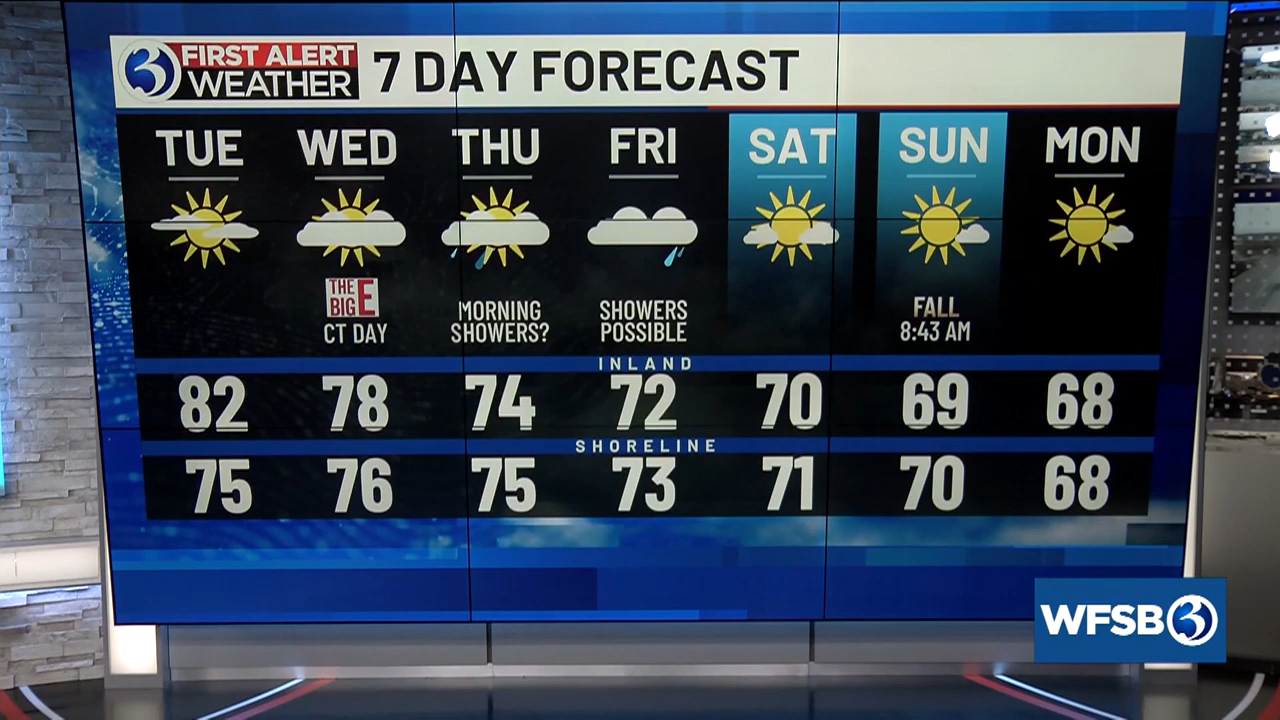 3 FIRST ALERT
WEATHER
7 DAY FORECAST
TUE WED THU FRI SAT SUN MON
THE
BIG E
CT DAY
MORNING
SHOWERS?
SHOWERS
POSSIBLE
FALL
8:43 AM
INLAND
82 78 74 72 70 69 68
SHORELINE
75 76 75 73 71 70 68
WFSB 3